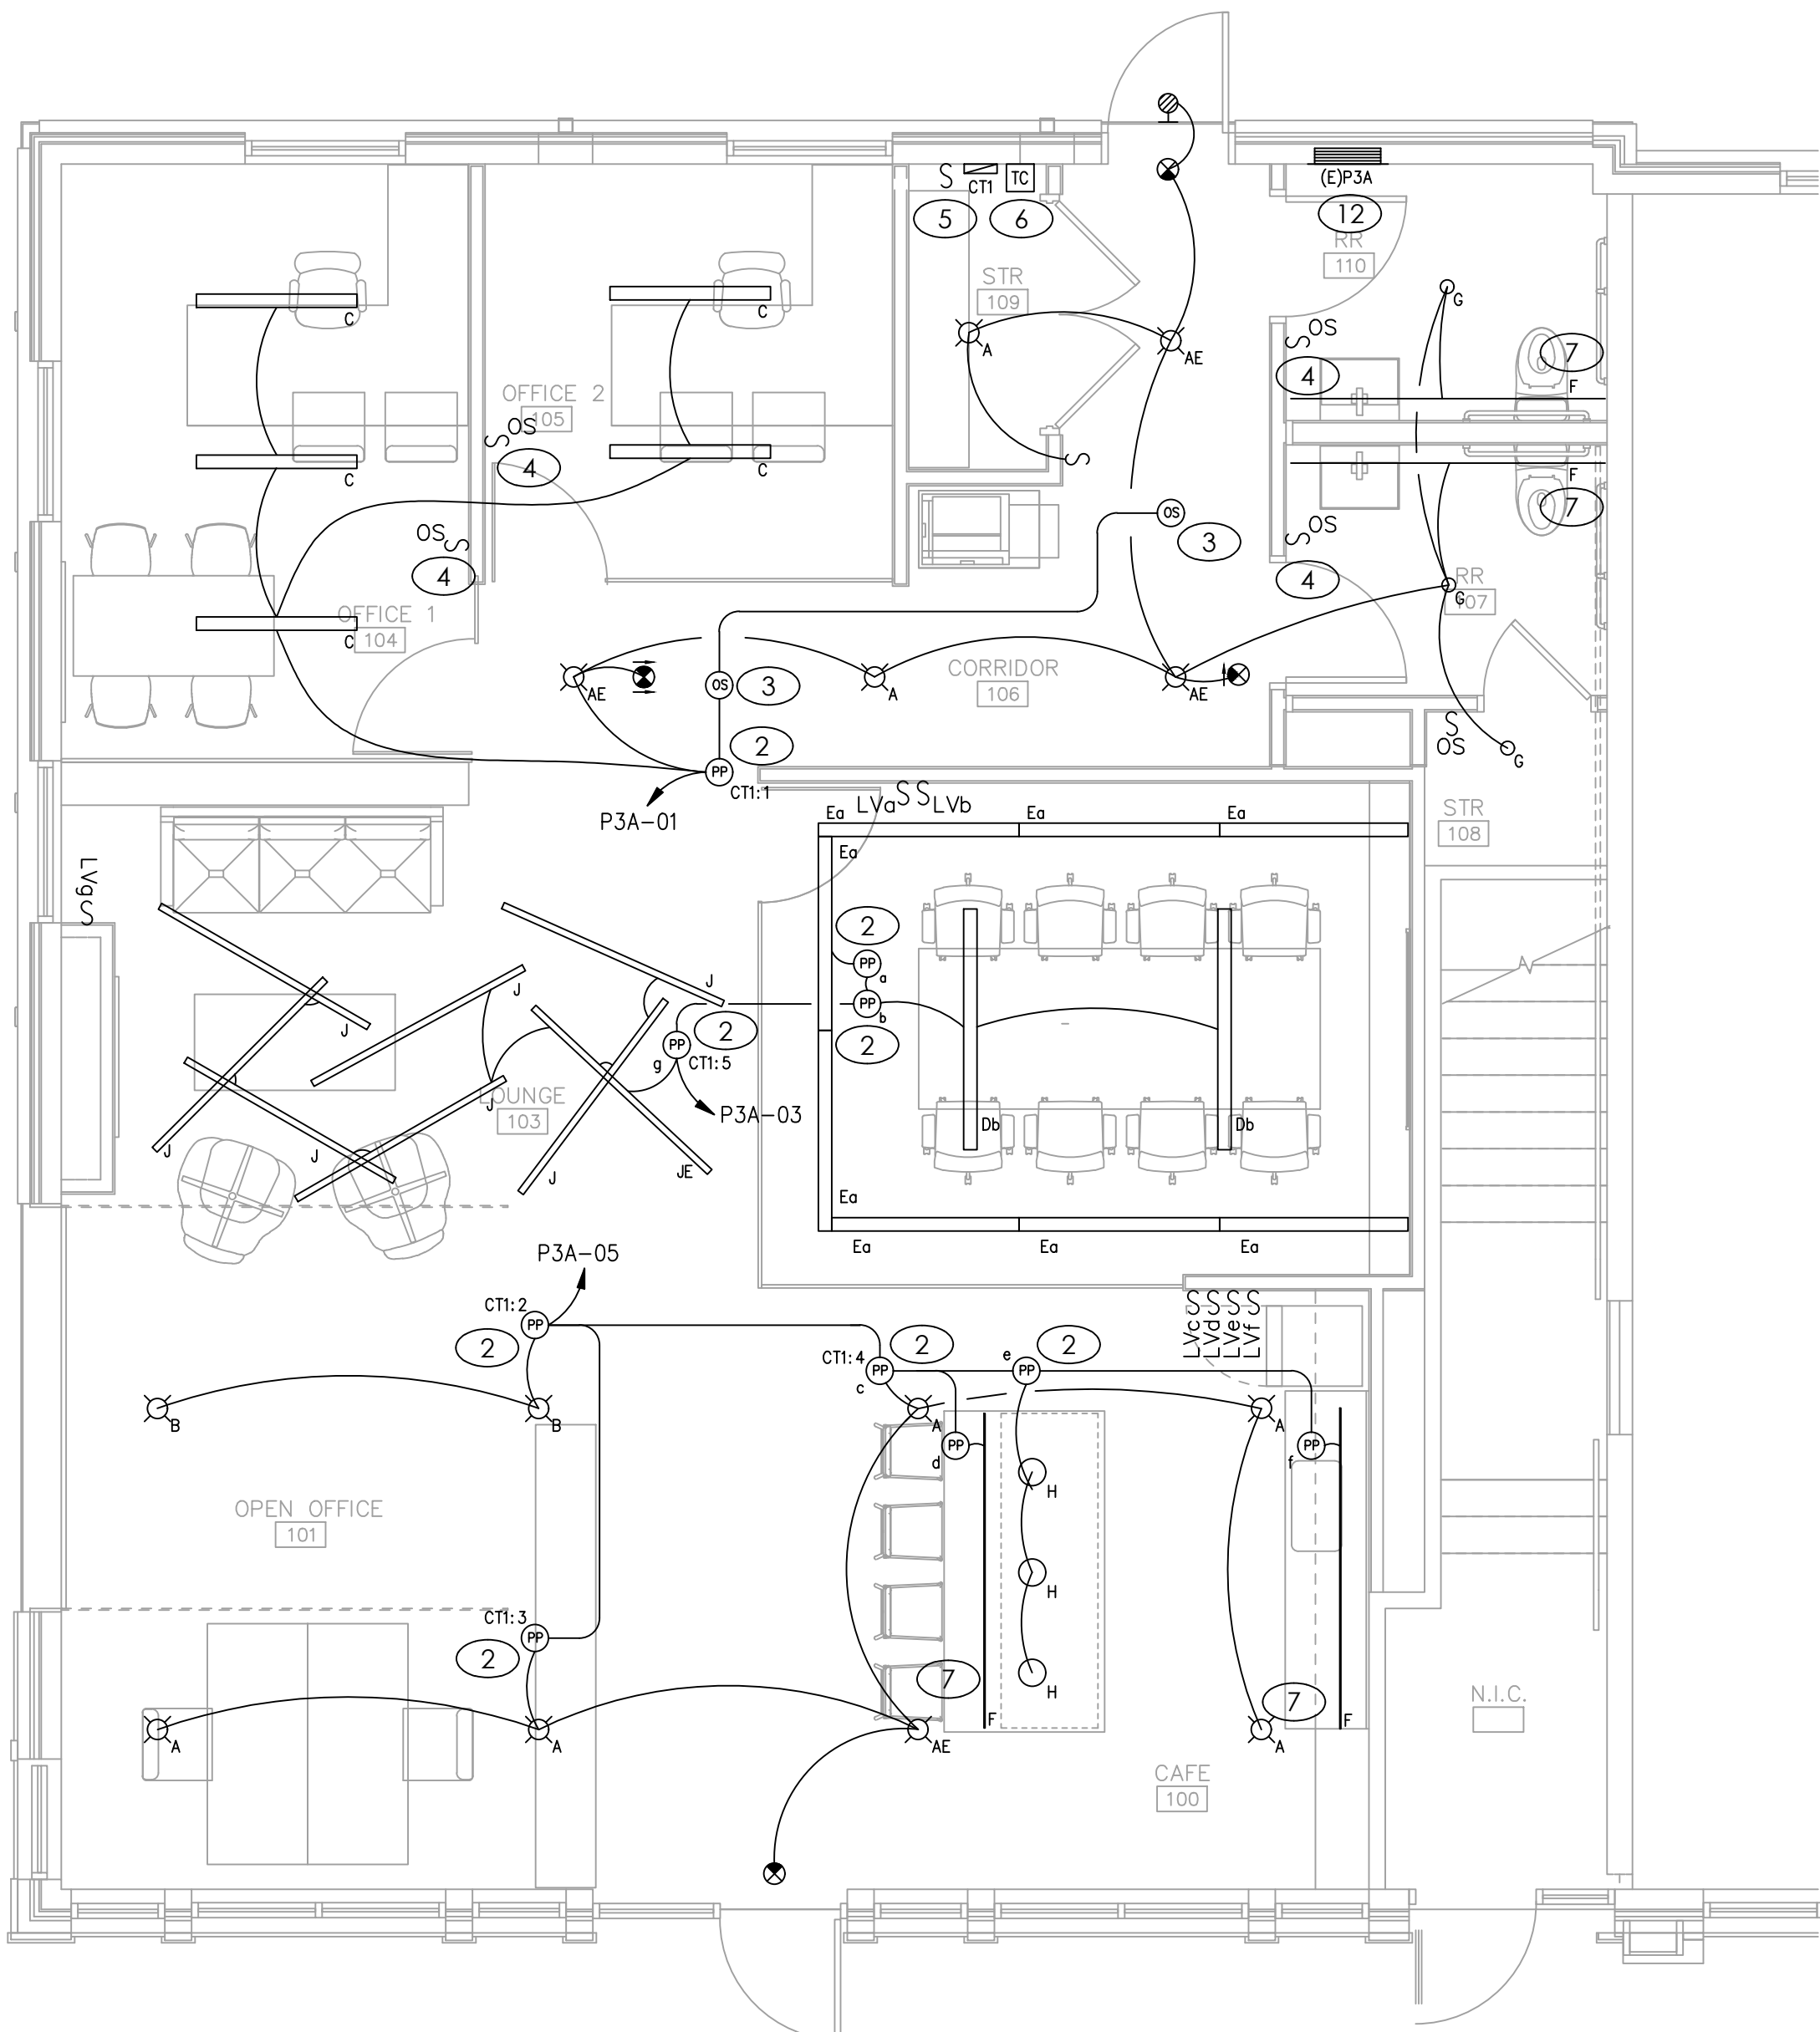 S
CT1
TC
(E)P3A
5
6
12
RR
110
STR
109
C
C
G
A
AE
S OS
4
7
F
OFFICE 2
105
S OS
4
C
C
S
F
7
OS
3
S OS
4
OS S
4
RR
107
G
OFFICE 1
104
C
AE
OS
3
A
CORRIDOR
106
AE
2
PP
CT1:1
P3A-01
S
OS
G
STR
108
LVa S S LVb
Ea
Ea
Ea
Ea
LVg S
2
PP
a
PP
b
2
2
PP
g
CT1:5
P3A-03
J
J
J
J
J
J
J
JE
LOUNGE
103
Db
Db
Ea
Ea
Ea
Ea
P3A-05
CT1:2
PP
2
LVc S
LVd S
LVe S
LVf S
CT1:4
PP
c
2
e
PP
2
B
B
A
A
PP
d
PP
f
H
H
H
OPEN OFFICE
101
CT1:3
PP
2
7
F
7
F
A
A
AE
A
N.I.C.
CAFE
100